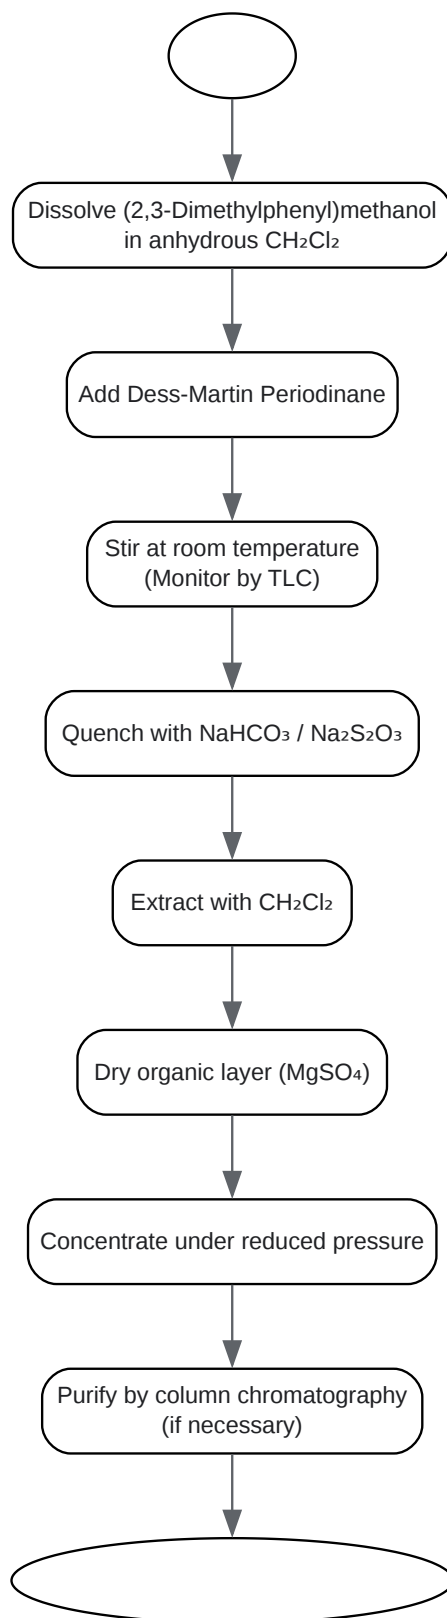 Dissolve (2,3-Dimethylphenyl)methanol
in anhydrous CH₂Cl₂
Add Dess-Martin Periodinane
Stir at room temperature
(Monitor by TLC)
Quench with NaHCO₃ / Na₂S₂O₃
Extract with CH₂Cl₂
Dry organic layer (MgSO₄)
Concentrate under reduced pressure
Purify by column chromatography
(if necessary)